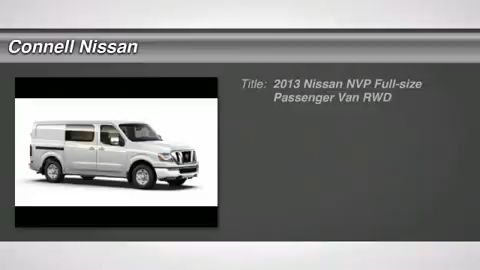 Connell Nissan
Title: 2013 Nissan NVP Full-size
Passenger Van RWD